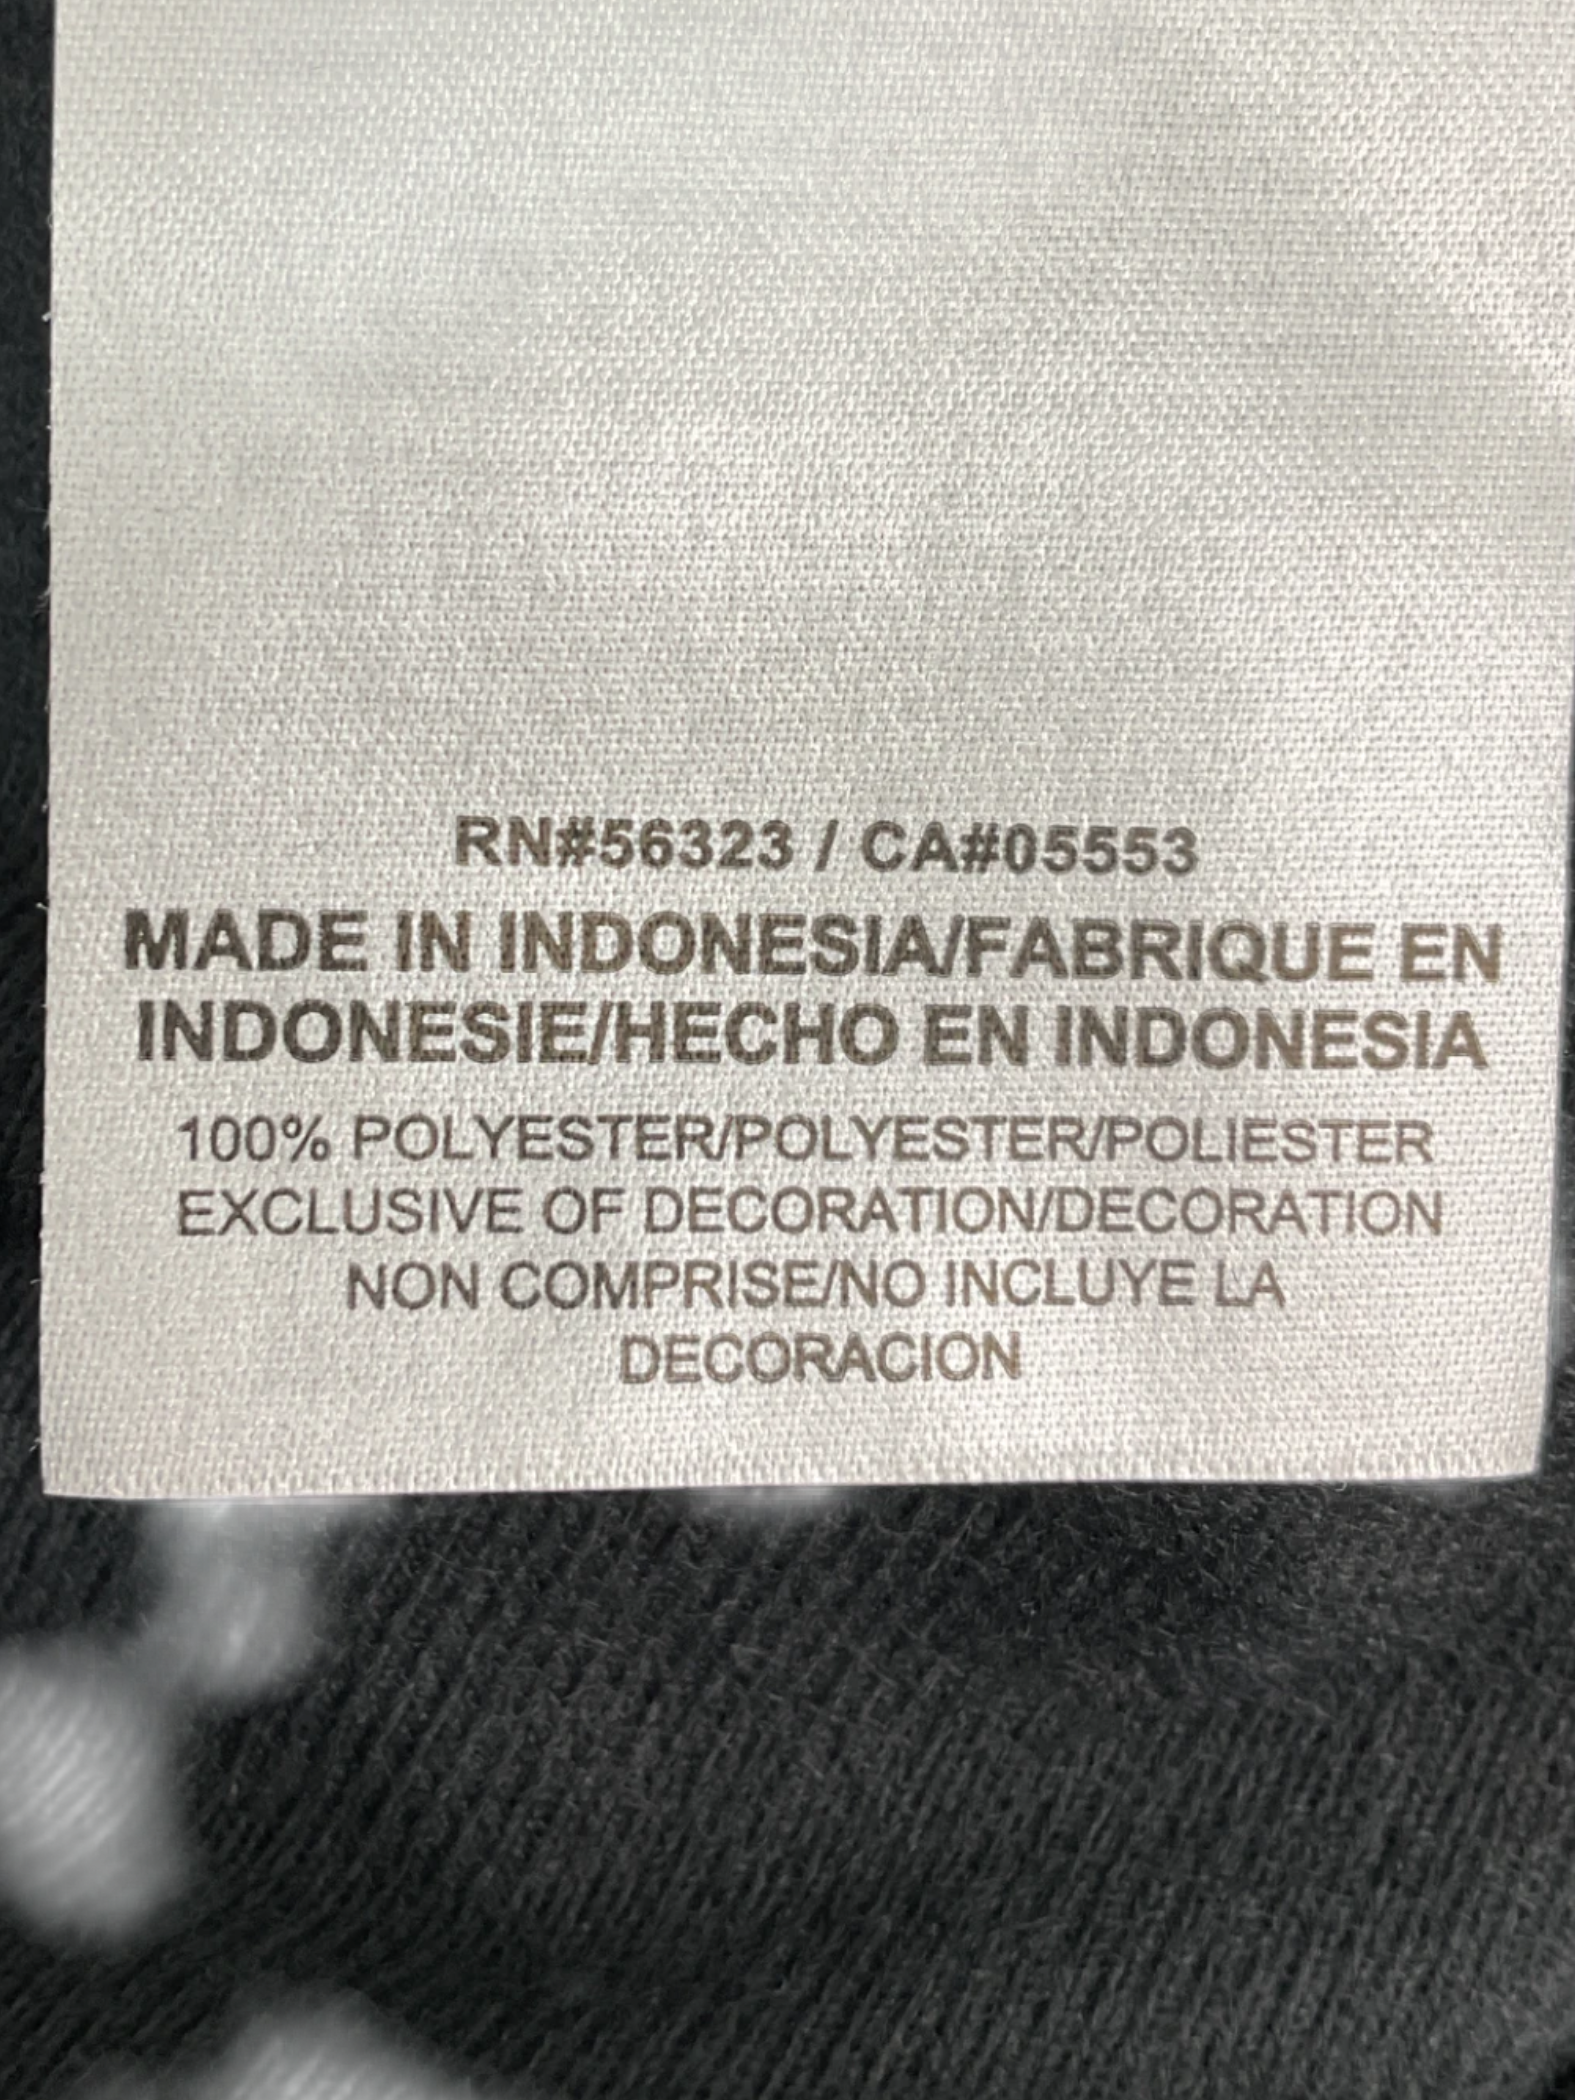 RN#56323 / CA#05553
MADE IN INDONESIA/FABRIQUE EN
INDONESIE/HECHO EN INDONESIA
100% POLYESTER/POLYESTER/POLIESTER
EXCLUSIVE OF DECORATION/DECORATION
NON COMPRISE/NO INCLUYE LA
DECORACION